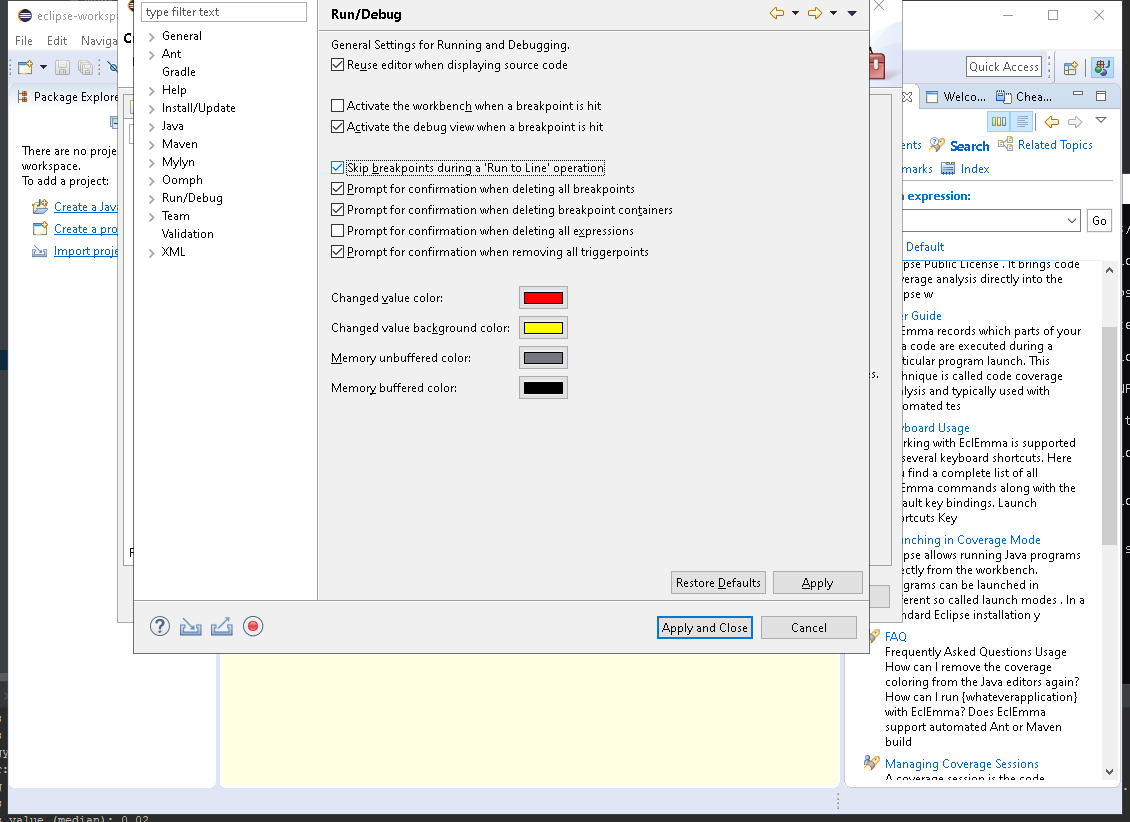 eclipse-workspa
File Edit Naviga
Package Explore
There are no proje
workspace.
To add a project:
Create a Java
Create a pro
Import proje
type filter text
General
Ant
Gradle
Help
Install/Update
Java
Maven
Mylyn
Oomph
Run/Debug
Team
Validation
XML
Run/Debug
General Settings for Running and Debugging.
Reuse editor when displaying source code
Activate the workbench when a breakpoint is hit
Activate the debug view when a breakpoint is hit
Skip breakpoints during a 'Run to Line' operation
Prompt for confirmation when deleting all breakpoints
Prompt for confirmation when deleting breakpoint containers
Prompt for confirmation when deleting all expressions
Prompt for confirmation when removing all triggerpoints
Changed value color:
Changed value background color:
Memory unbuffered color:
Memory buffered color:
Restore Defaults Apply
Apply and Close Cancel
Quick Access
Welco... Chea...
ents Search Related Topics
marks Index
expression:
Go
Default
pse Public License . It brings code
verage analysis directly into the
ipse w
er Guide
Emma records which parts of your
a code are executed during a
ticular program launch. This
hnique is called code coverage
alysis and typically used with
omated tes
yboard Usage
rking with EclEmma is supported
several keyboard shortcuts. Here
u find a complete list of all
Emma commands along with the
ault key bindings. Launch
ortcuts Key
unching in Coverage Mode
ipse allows running Java programs
ectly from the workbench.
grams can be launched in
erent so called launch modes . In a
ndard Eclipse installation y
FAQ
Frequently Asked Questions Usage
How can I remove the coverage
coloring from the Java editors again?
How can I run {whateverapplication}
with EclEmma? Does EclEmma
support automated Ant or Maven
build
Managing Coverage Sessions
A coverage session is the code
value (median): 0.02